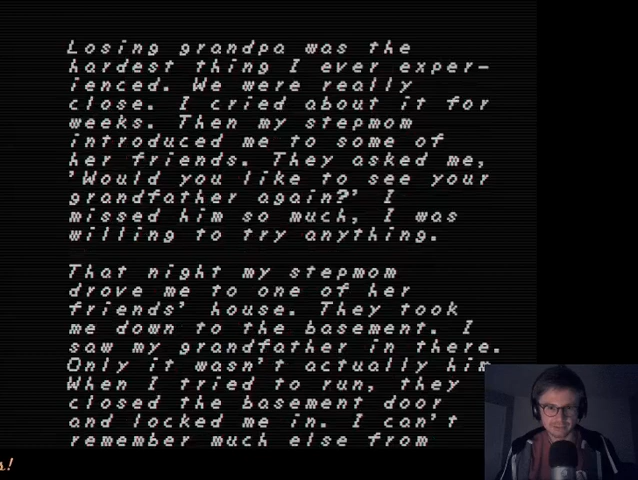 Losing grandpa was the
hardest thing I ever exper-
ienced. We were really
close. I cried about it for
weeks. Then my stepmom
introduced me to some of
her friends. They asked me,
'Would you like to see your
grandfather again?' I
missed him so much, I was
willing to try anything.
That night my stepmom
drove me to one of her
friends' house. They took
me down to the basement. I
saw my grandfather in there.
Only it wasn't actually him
When I tried to run, they
closed the basement door
and locked me in. I can't
remember much else from
s!